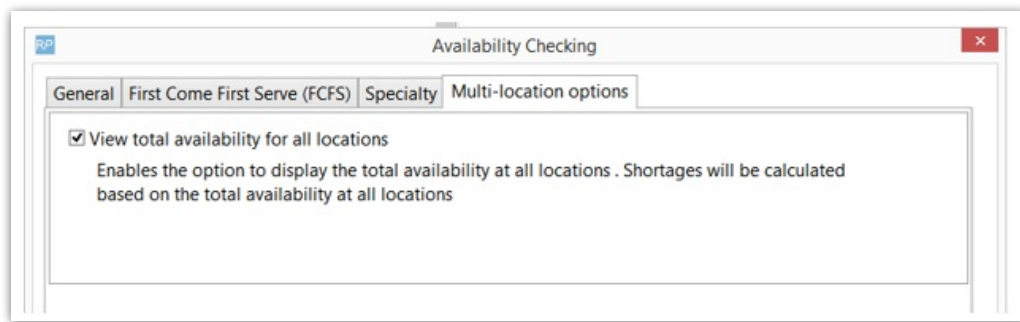 RP
Availability Checking
×
General First Come First Serve (FCFS) Specialty Multi-location options
View total availability for all locations
Enables the option to display the total availability at all locations . Shortages will be calculated
based on the total availability at all locations